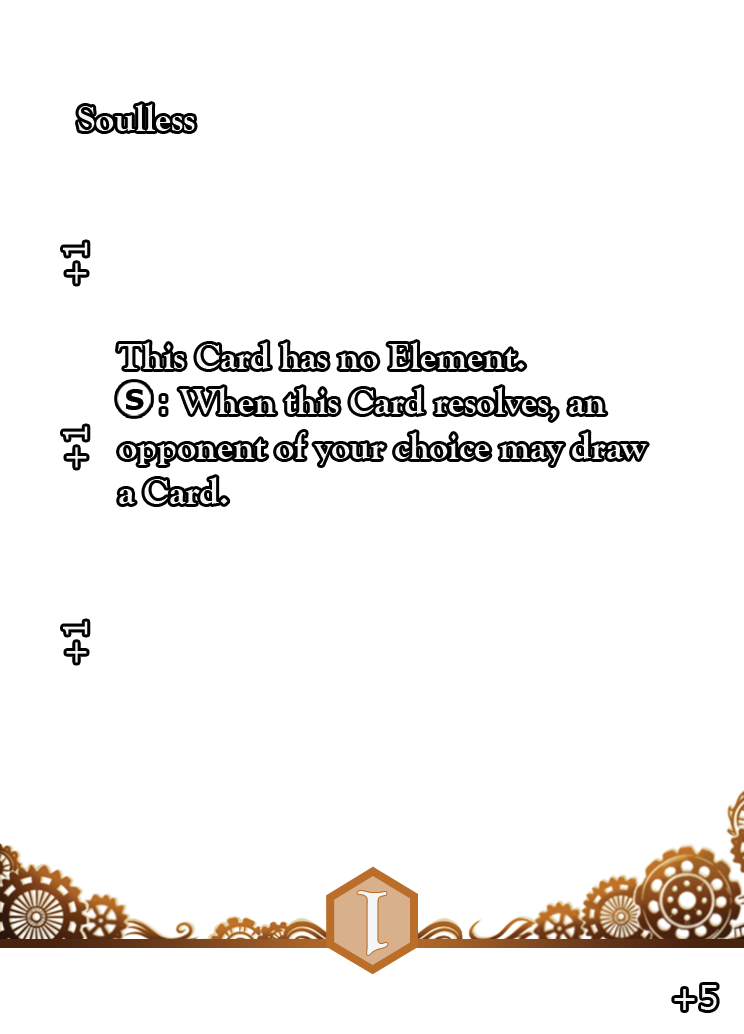 Soulless
+1
This Card has no Element.
Ⓢ: When this Card resolves, an
+1
opponent of your choice may draw
a Card.
+1
I
+5